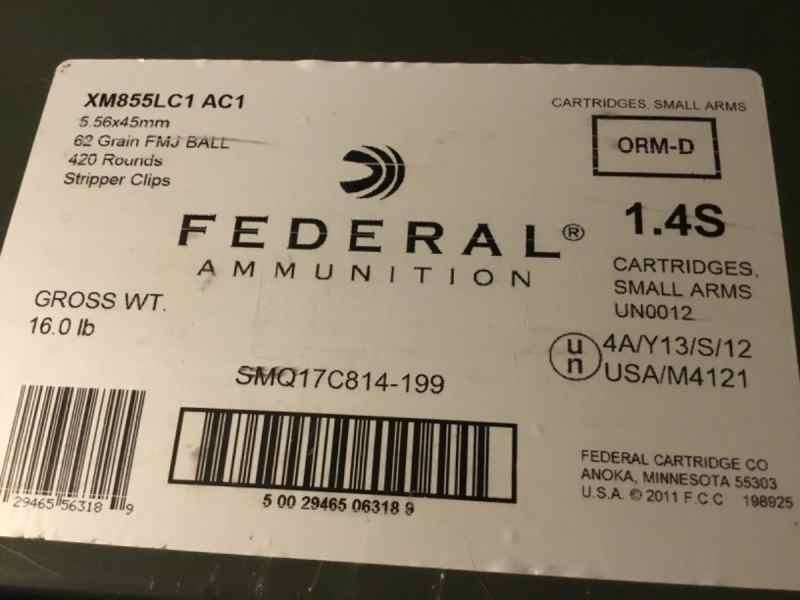 XM855LC1 AC1
5.56x45mm
62 Grain FMJ BALL
420 Rounds
Stripper Clips
CARTRIDGES, SMALL ARMS
ORM-D
1.4S
FEDERAL®
AMMUNITION
CARTRIDGES,
SMALL ARMS
UN0012
GROSS WT.
16.0 lb
un
4A/Y13/S/12
USA/M4121
SMQ17C814-199
29465 56318 9
5 00 29465 06318 9
FEDERAL CARTRIDGE CO
ANOKA, MINNESOTA 55303
U.S.A. © 2011 F.C.C 198925